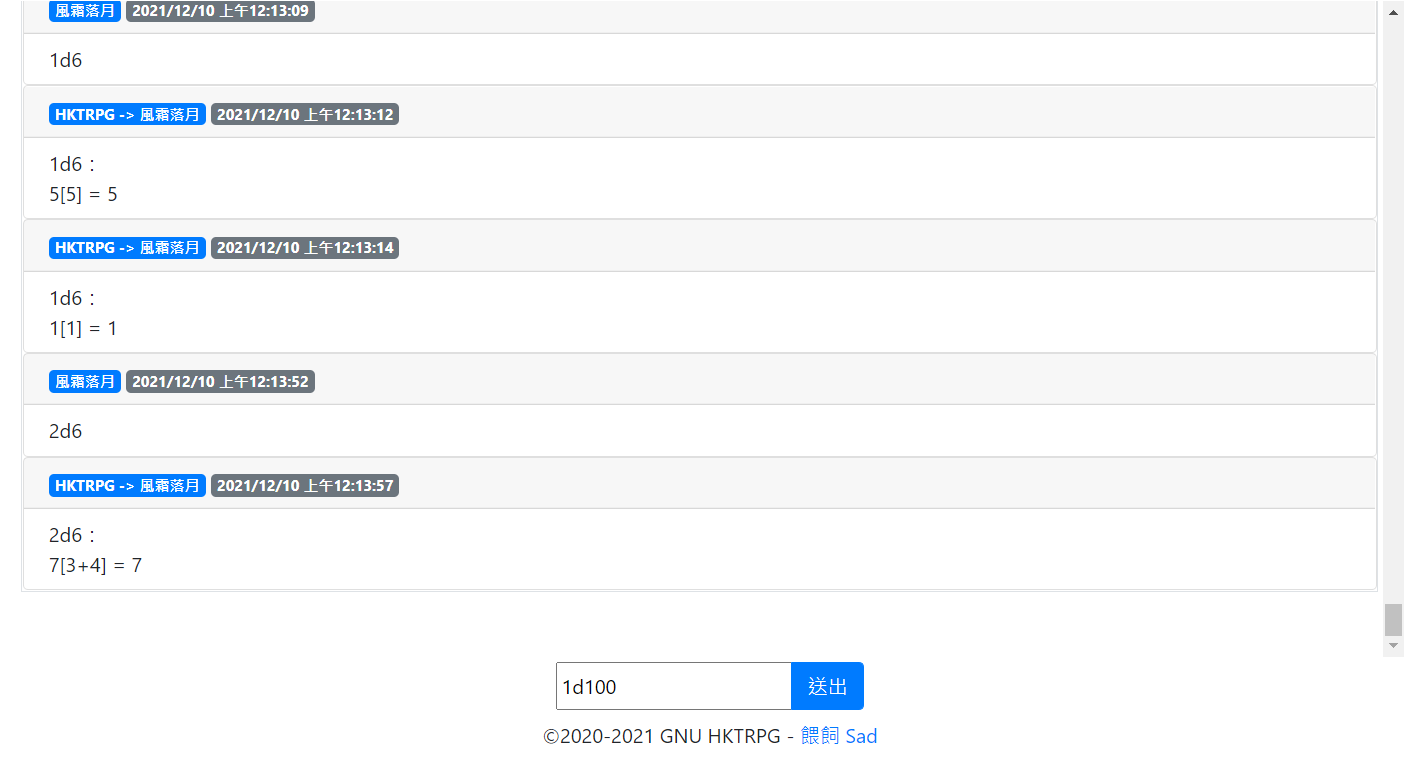 風霜落月 2021/12/10 上午12:13:09
1d6
HKTRPG -> 風霜落月 2021/12/10 上午12:13:12
1d6：
5[5] = 5
HKTRPG -> 風霜落月 2021/12/10 上午12:13:14
1d6：
1[1] = 1
風霜落月 2021/12/10 上午12:13:52
2d6
HKTRPG -> 風霜落月 2021/12/10 上午12:13:57
2d6：
7[3+4] = 7
1d100 送出
©2020-2021 GNU HKTRPG - 餵飼 Sad